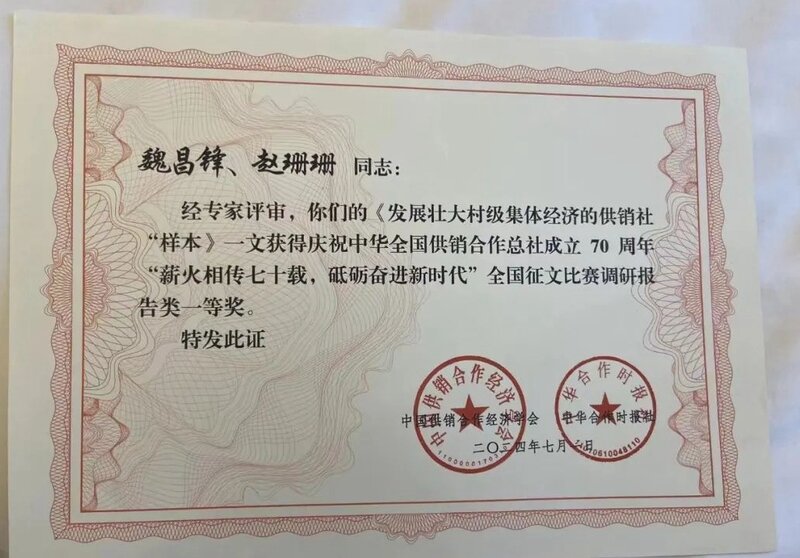 魏昌锋、赵珊珊 同志：
经专家评审，你们的《发展壮大村级集体经济的供销社
“样本》一文获得庆祝中华全国供销合作总社成立 70 周年
“薪火相传七十载，砥砺奋进新时代”全国征文比赛调研报
告类一等奖。
特发此证
中国供销合作经济学会 中华合作时报社
二〇二四年七月 日